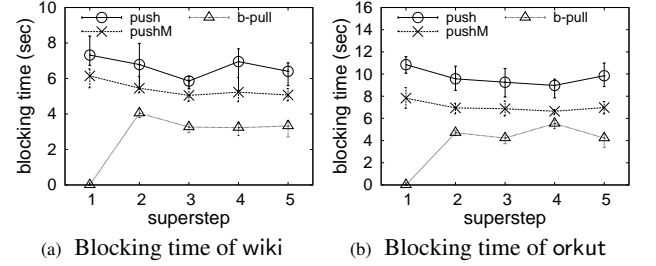 push
b-pull
pushM
blocking time (sec)
10
8
6
4
2
0
1 2 3 4 5
superstep
(a) Blocking time of wiki
push
b-pull
pushM
blocking time (sec)
16
14
12
10
8
6
4
2
0
1 2 3 4 5
superstep
(b) Blocking time of orkut